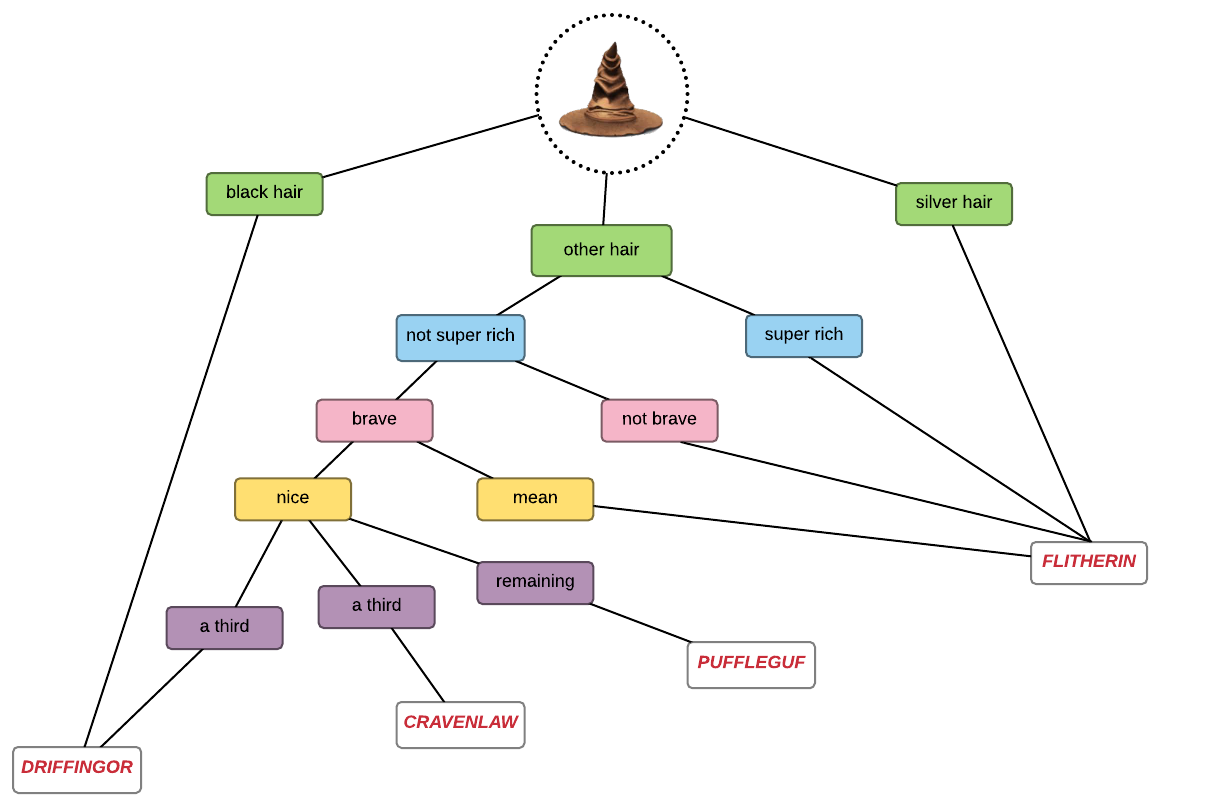 black hair
silver hair
other hair
not super rich
super rich
brave
not brave
nice
mean
remaining
a third
a third
FLITHERIN
PUFFLEGUF
CRAVENLAW
DRIFFINGOR